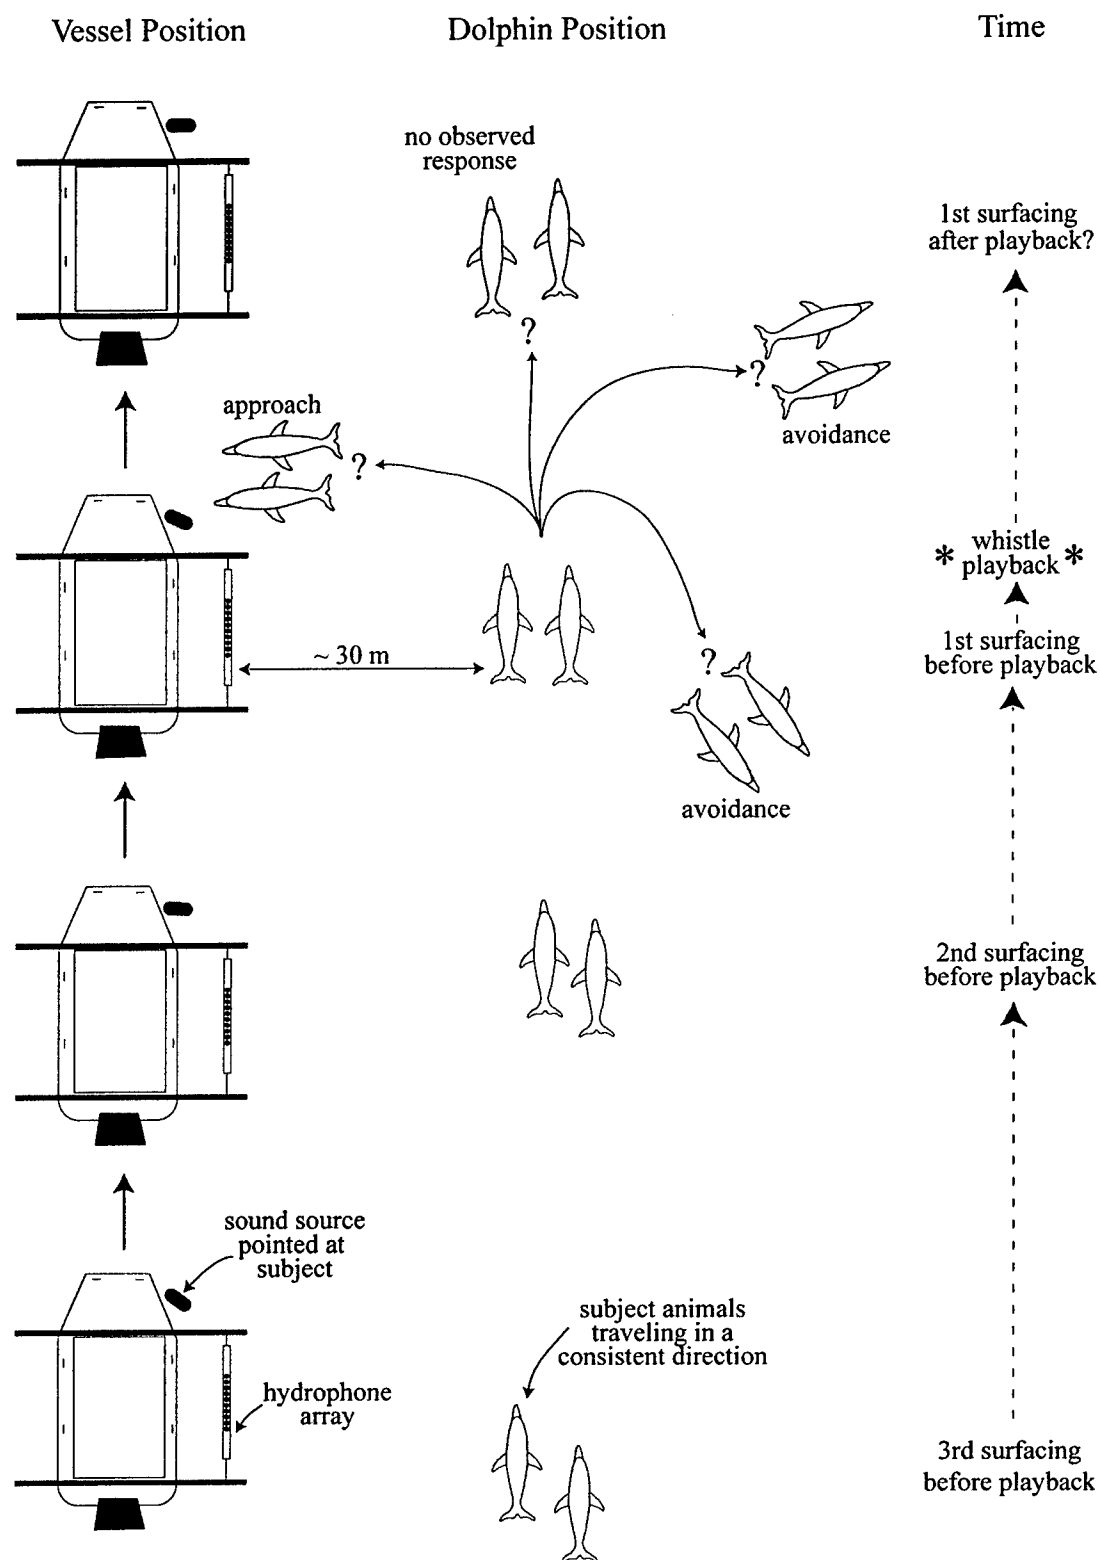 Vessel Position
Dolphin Position
Time
no observed
response
1st surfacing
after playback?
?
?
approach
avoidance
?
* whistle *
playback
~ 30 m
1st surfacing
before playback
?
avoidance
2nd surfacing
before playback
sound source
pointed at
subject
subject animals
traveling in a
consistent direction
hydrophone
array
3rd surfacing
before playback